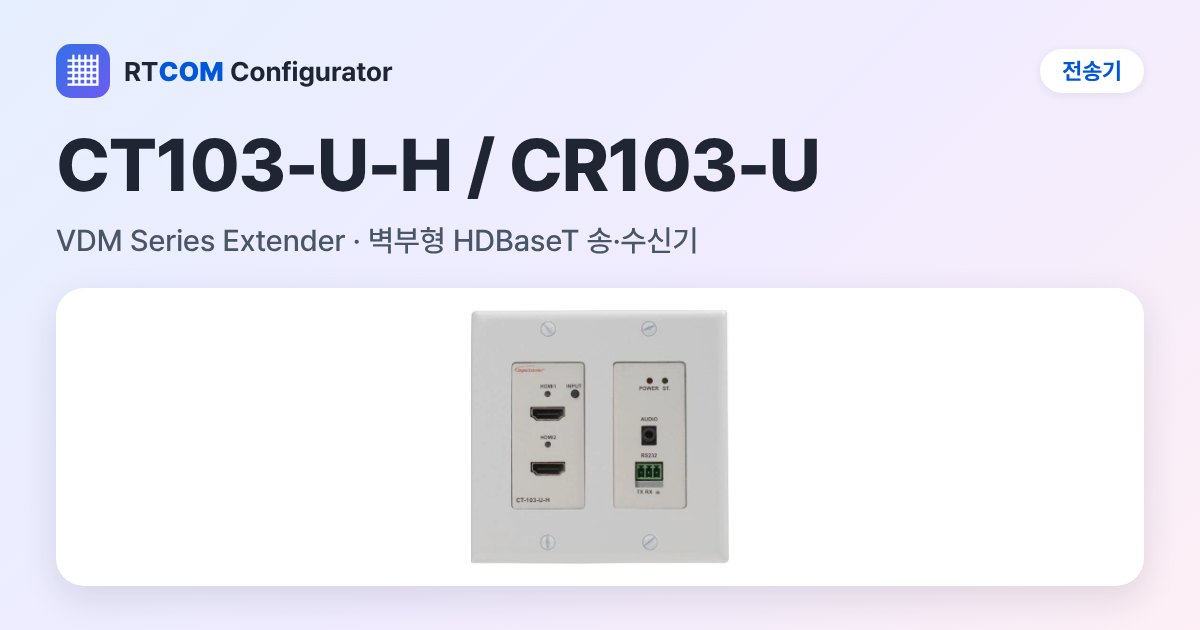 RTCOM Configurator
전송기
CT103-U-H / CR103-U
VDM Series Extender · 벽부형 HDBaseT 송·수신기
HDMI1
INPUT
HDMI2
CT-103-U-H
POWER ST.
AUDIO
RS232
TX RX